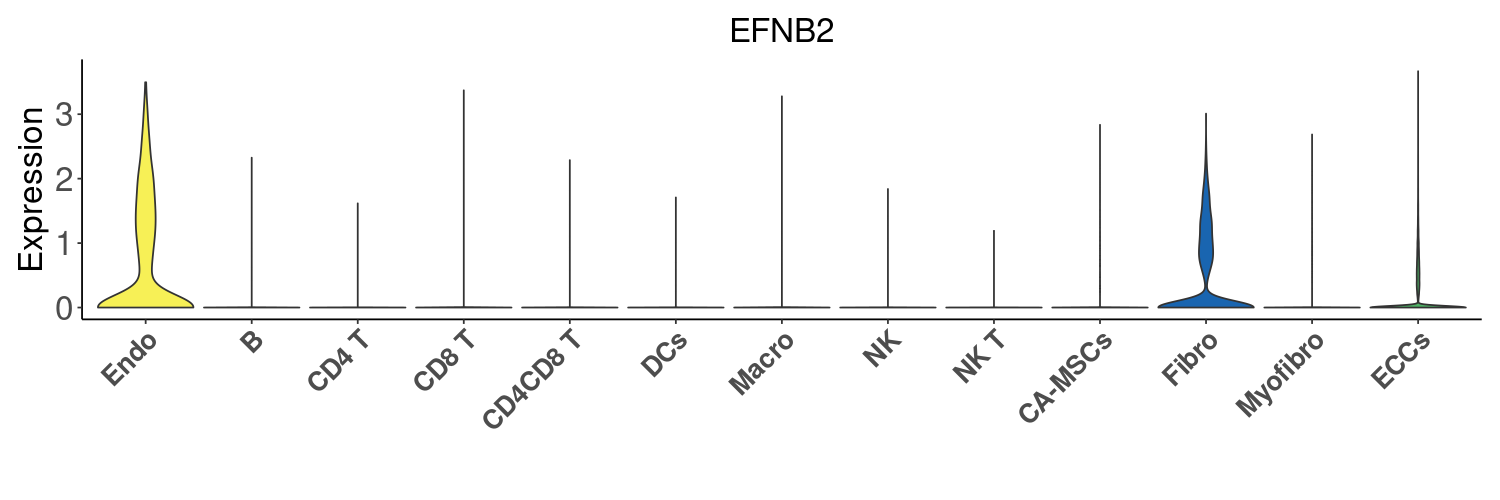 EFNB2
Expression
3
2
1
0
Endo
B
CD4 T
CD8 T
CD4CD8 T
DCs
Macro
NK
NK T
CA-MSCs
Fibro
Myofibro
ECCs